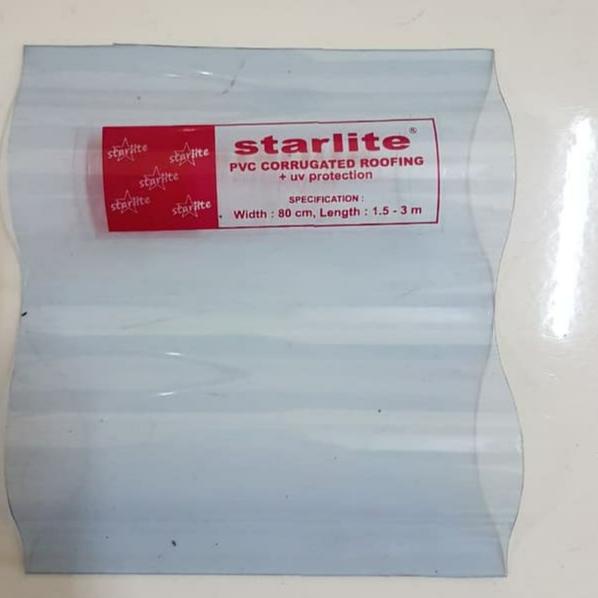 starlite starlite
starlite
starlite starlite
starlite®
PVC CORRUGATED ROOFING
+ uv protection
SPECIFICATION :
Width : 80 cm, Length : 1.5 - 3 m